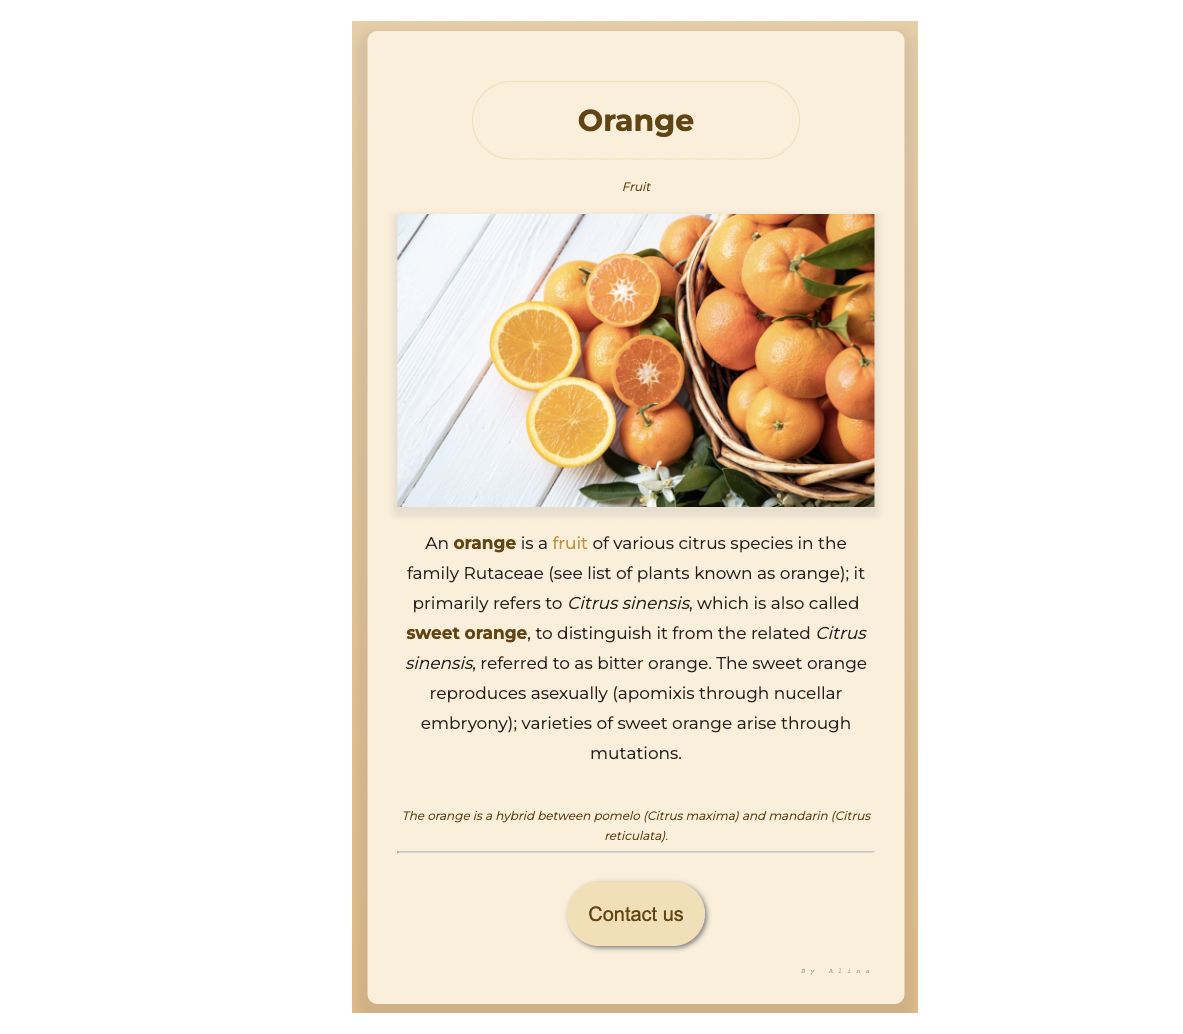 Orange
Fruit
An orange is a fruit of various citrus species in the
family Rutaceae (see list of plants known as orange); it
primarily refers to Citrus sinensis, which is also called
sweet orange, to distinguish it from the related Citrus
sinensis, referred to as bitter orange. The sweet orange
reproduces asexually (apomixis through nucellar
embryony); varieties of sweet orange arise through
mutations.
The orange is a hybrid between pomelo (Citrus maxima) and mandarin (Citrus
reticulata).
Contact us
By Alina